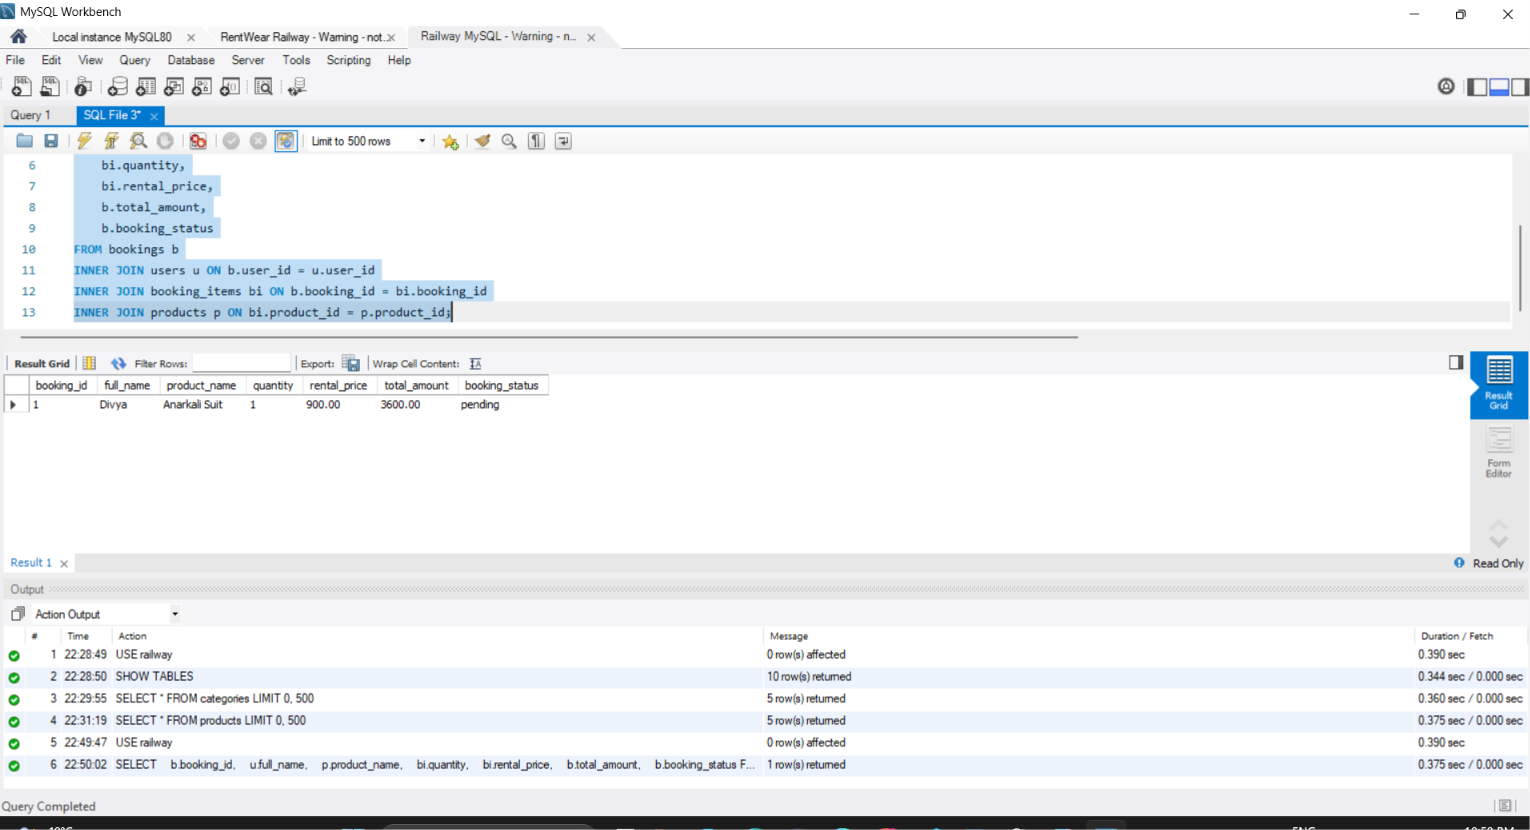 MySQL Workbench
Local instance MySQL80 RentWear Railway - Warning - not... Railway MySQL - Warning - n...
File Edit View Query Database Server Tools Scripting Help
Query 1 SQL File 3*
Limit to 500 rows
6 bi.quantity,
7 bi.rental_price,
8 b.total_amount,
9 b.booking_status
10 FROM bookings b
11 INNER JOIN users u ON b.user_id = u.user_id
12 INNER JOIN booking_items bi ON b.booking_id = bi.booking_id
13 INNER JOIN products p ON bi.product_id = p.product_id;
Result Grid Filter Rows: Export: Wrap Cell Content:
booking_id full_name product_name quantity rental_price total_amount booking_status
1 Divya Anarkali Suit 1 900.00 3600.00 pending
Result Grid
Form Editor
Result 1 Read Only
Output
Action Output
# Time Action Message Duration / Fetch
1 22:28:49 USE railway 0 row(s) affected 0.390 sec
2 22:28:50 SHOW TABLES 10 row(s) returned 0.344 sec / 0.000 sec
3 22:29:55 SELECT * FROM categories LIMIT 0, 500 5 row(s) returned 0.360 sec / 0.000 sec
4 22:31:19 SELECT * FROM products LIMIT 0, 500 5 row(s) returned 0.375 sec / 0.000 sec
5 22:49:47 USE railway 0 row(s) affected 0.390 sec
6 22:50:02 SELECT b.booking_id, u.full_name, p.product_name, bi.quantity, bi.rental_price, b.total_amount, b.booking_status F... 1 row(s) returned 0.375 sec / 0.000 sec
Query Completed